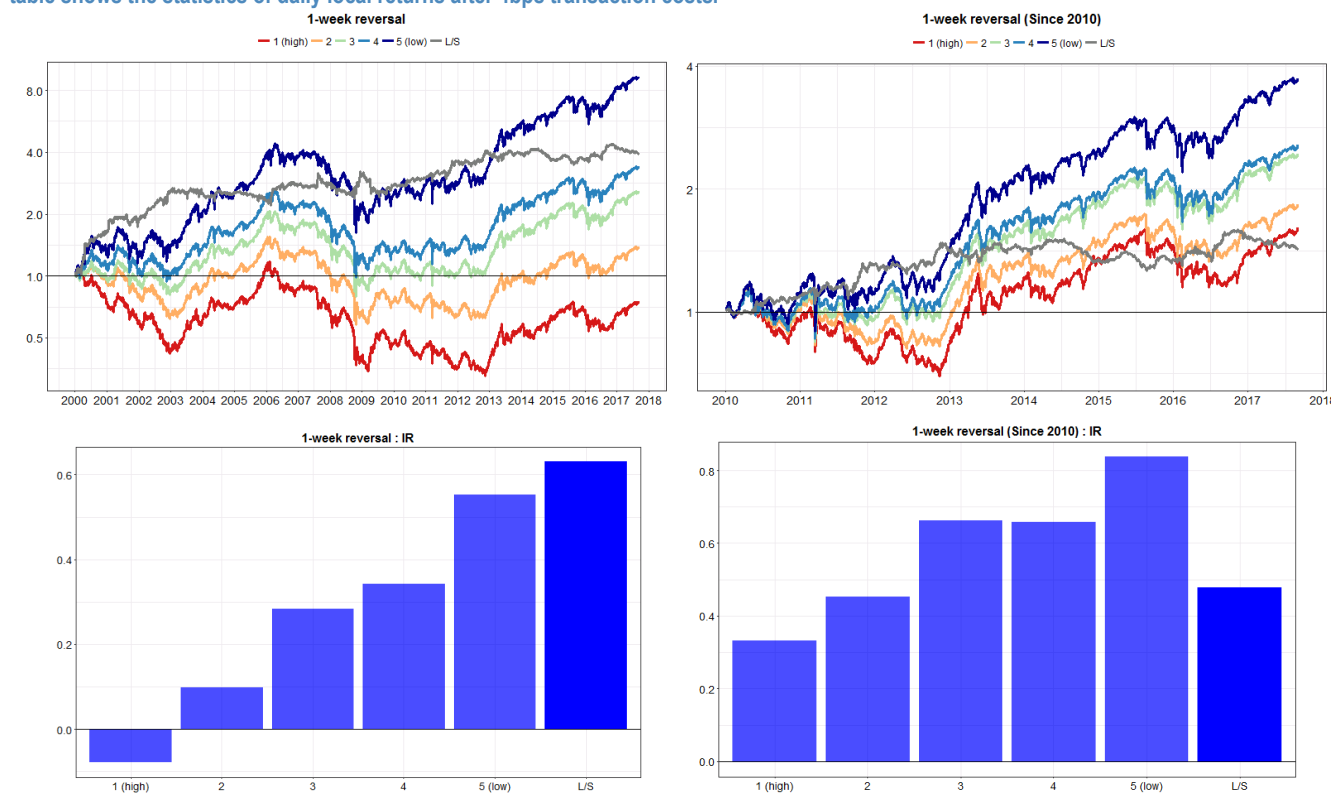 table shows the statistics of daily local returns after 4bps transaction costs.
1-week reversal
1 (high) 2 3 4 5 (low) L/S
8.0
4.0
2.0
1.0
0.5
2000 2001 2002 2003 2004 2005 2006 2007 2008 2009 2010 2011 2012 2013 2014 2015 2016 2017 2018
1-week reversal (Since 2010)
1 (high) 2 3 4 5 (low) L/S
4
2
1
2010 2011 2012 2013 2014 2015 2016 2017 2018
1-week reversal : IR
0.6
0.4
0.2
0.0
1 (high) 2 3 4 5 (low) L/S
1-week reversal (Since 2010) : IR
0.8
0.6
0.4
0.2
0.0
1 (high) 2 3 4 5 (low) L/S